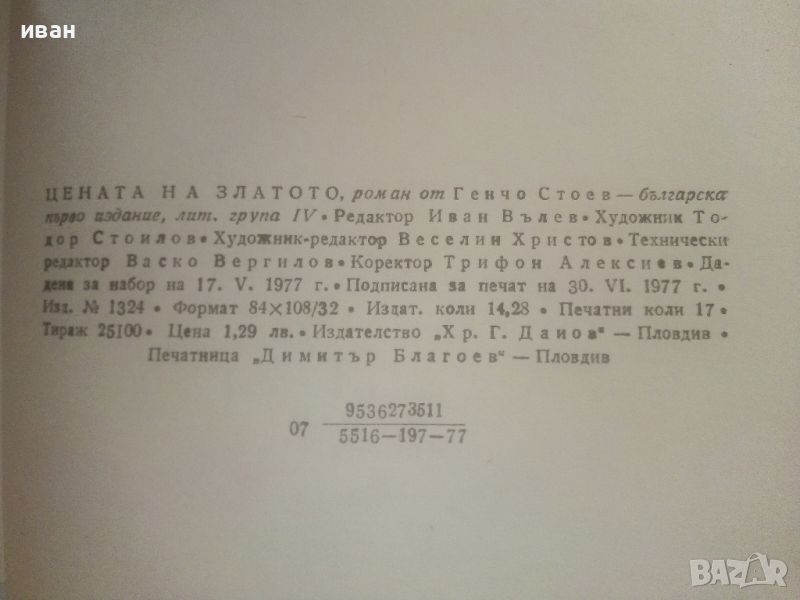 иван
ЦЕНАТА НА ЗЛАТОТО, роман от Генчо Стоев — българска
първо издание, лит. група IV • Редактор Иван Вълев • Художник То-
дор Стоилов • Художник-редактор Веселин Христов • Технически
редактор Васко Вергилов • Коректор Трифон Алексиев • Да-
дена за набор на 17. V. 1977 г. • Подписана за печат на 30. VI. 1977 г. •
Изд. № 1324 • Формат 84×108/32 • Издат. коли 14,28 • Печатни коли 17 •
Тираж 25100 • Цена 1,29 лв. • Издателство „Хр. Г. Данов" — Пловдив •
Печатница „Димитър Благоев" — Пловдив
9536273511
07
5516—197—77
BAZAR